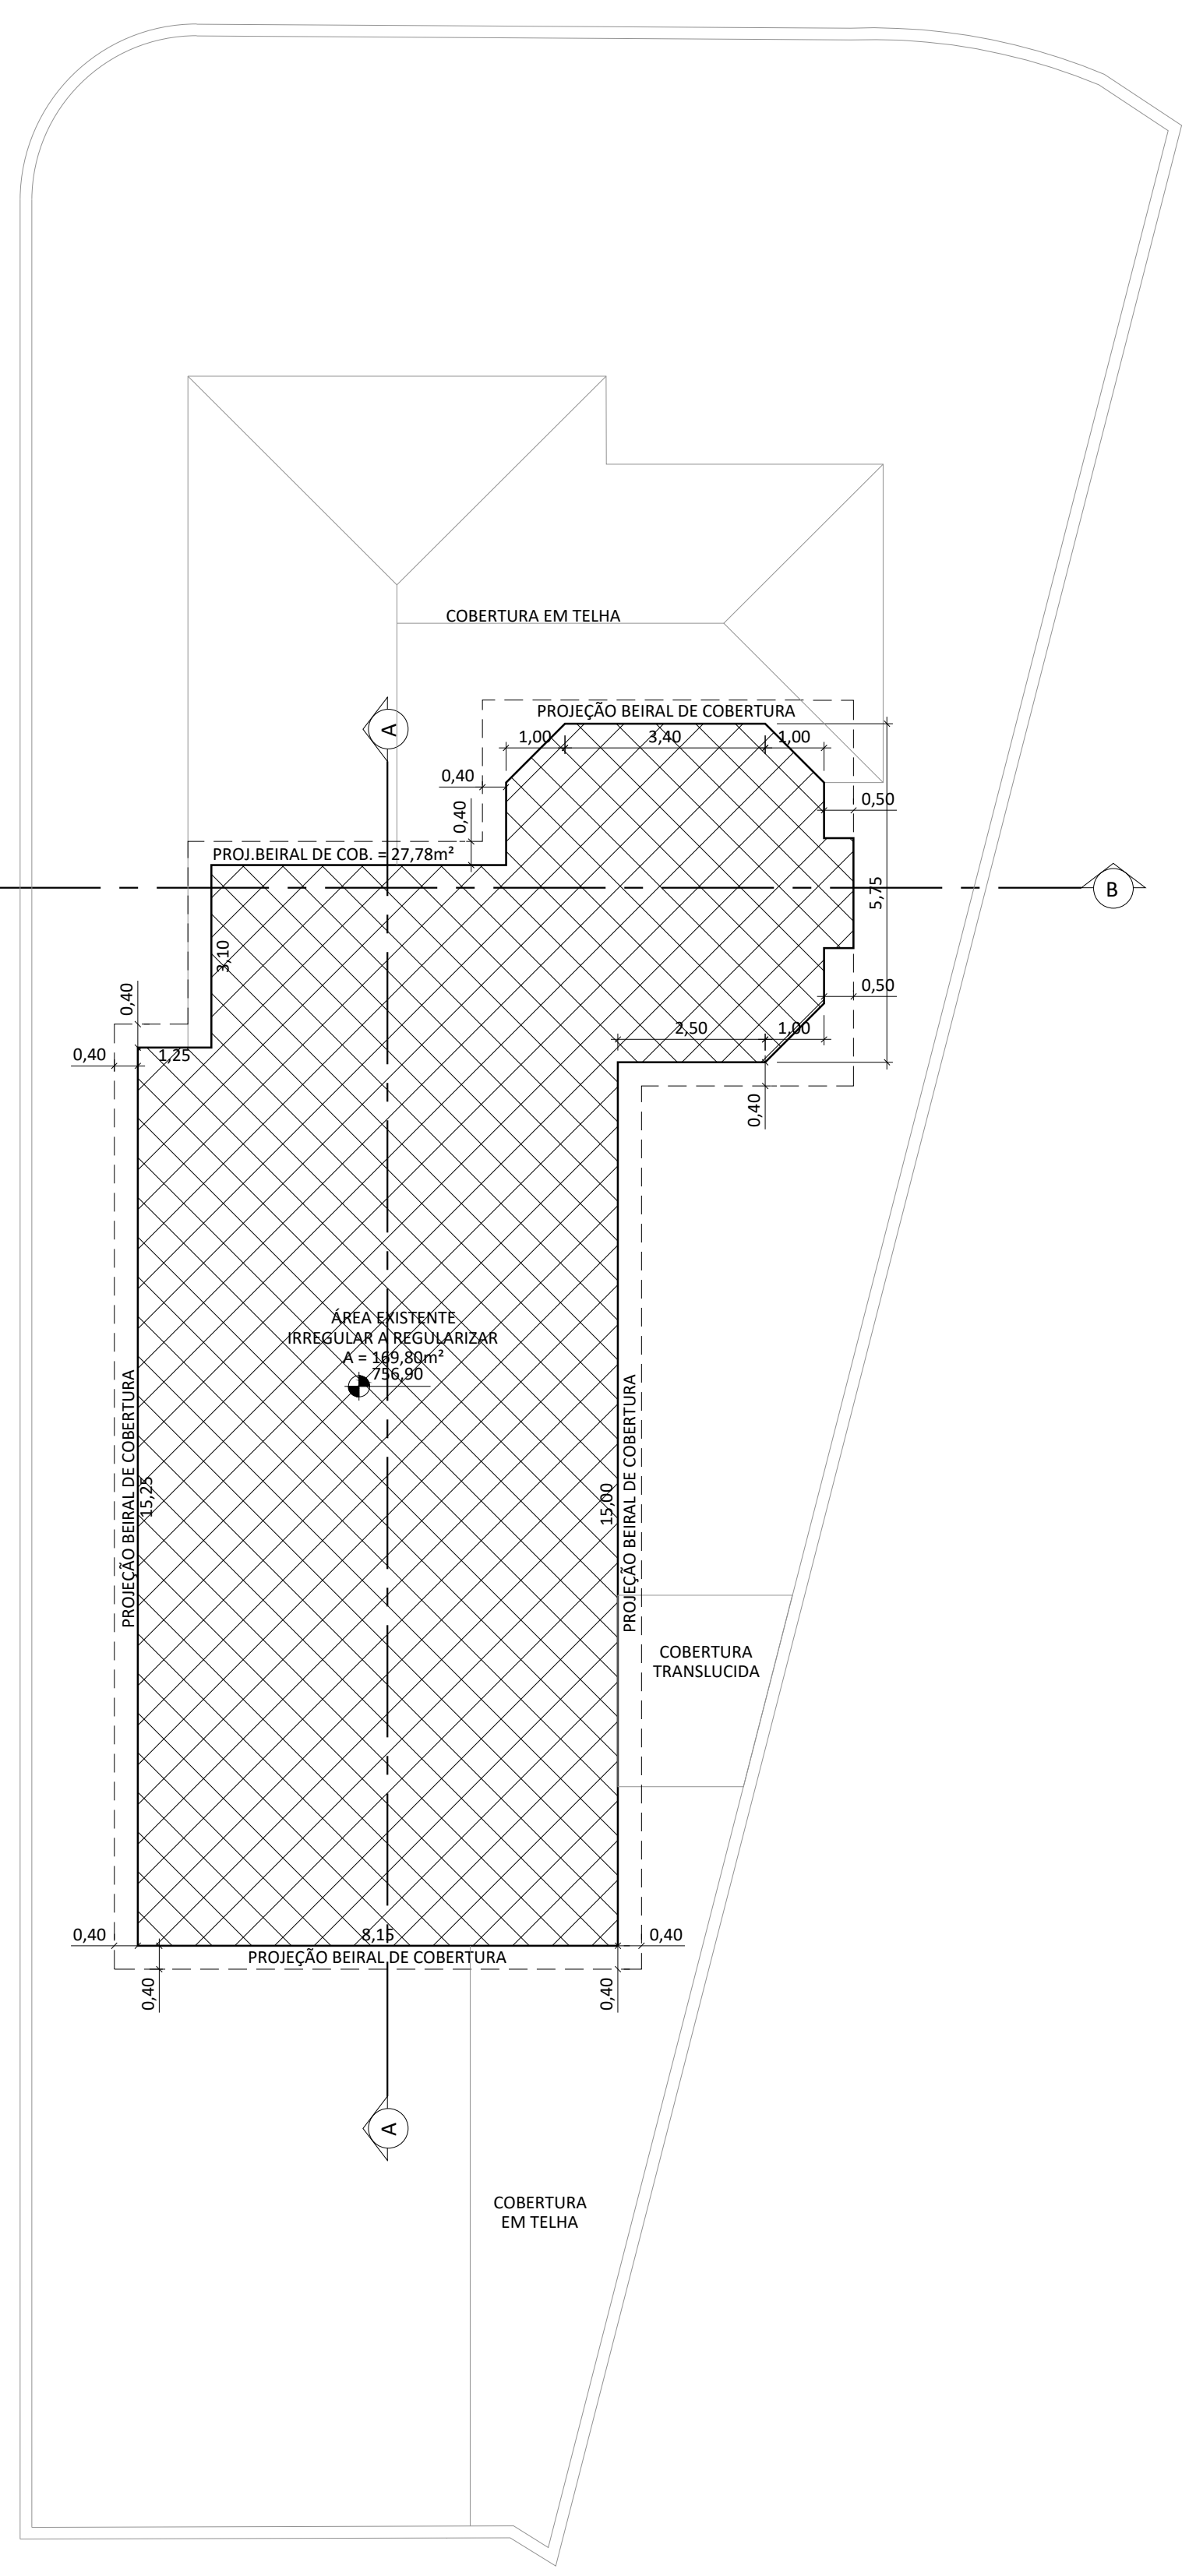 COBERTURA EM TELHA
PROJEÇÃO BEIRAL DE COBERTURA
A
1,00
3,40
1,00
0,40
0,50
0,40
PROJ.BEIRAL DE COB. = 27,78m²
B
5,75
3,10
0,50
0,40
2,50
1,00
0,40
1,25
0,40
ÁREA EXISTENTE
IRREGULAR A REGULARIZAR
A = 169,80m²
756,90
PROJEÇÃO BEIRAL DE COBERTURA
15,25
15,00
PROJEÇÃO BEIRAL DE COBERTURA
COBERTURA
TRANSLUCIDA
0,40
8,15
0,40
PROJEÇÃO BEIRAL DE COBERTURA
0,40
0,40
A
COBERTURA
EM TELHA